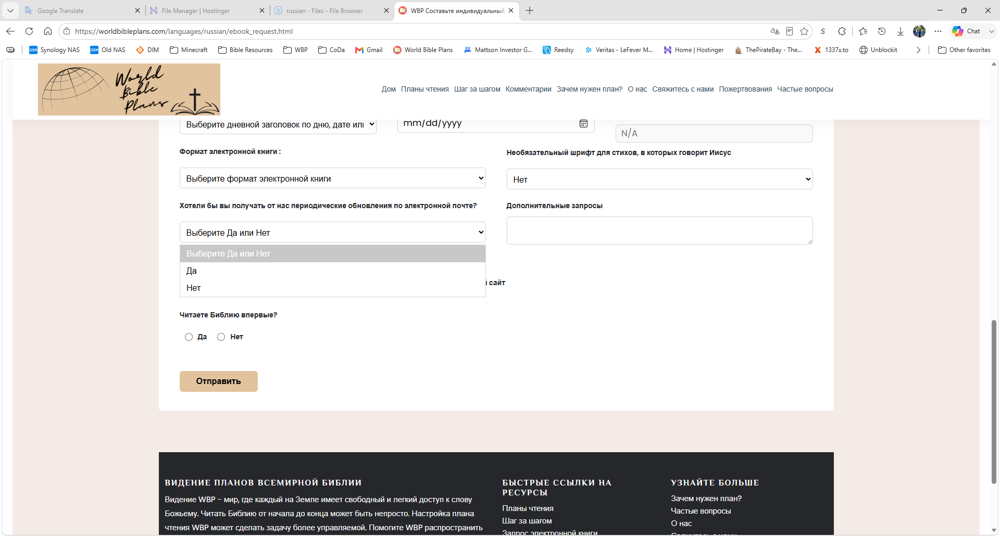 Google Translate
File Manager | Hostinger
russian - Files - File Browser
WBP Составьте индивидуальный
https://worldbibleplans.com/languages/russian/ebook_request.html
Chat
Synology NAS
Old NAS
DIM
Minecraft
Bible Resources
WBP
CoDa
Gmail
World Bible Plans
Mattson Investor G...
Reedsy
Veritas - LeFever M...
Home | Hostinger
ThePirateBay - The...
1337x.to
Unblockit
Other favorites
World
Bible
Plans
Дом Планы чтения Шаг за шагом Комментарии Зачем нужен план? О нас Свяжитесь с нами Пожертвования Частые вопросы
Выберите дневной заголовок по дню, дате или
mm/dd/yyyy
N/A
Формат электронной книги :
Необязательный шрифт для стихов, в которых говорит Иисус
Выберите формат электронной книги
Нет
Хотели бы вы получать от нас периодические обновления по электронной почте?
Дополнительные запросы
Выберите Да или Нет
Выберите Да или Нет
Да
Нет
й сайт
Читаете Библию впервые?
Да Нет
Отправить
ВИДЕНИЕ ПЛАНОВ ВСЕМИРНОЙ БИБЛИИ
Видение WBP – мир, где каждый на Земле имеет свободный и легкий доступ к слову
Божьему. Читать Библию от начала до конца может быть непросто. Настройка плана
чтения WBP может сделать задачу более управляемой. Помогите WBP распространить
БЫСТРЫЕ ССЫЛКИ НА
РЕСУРСЫ
Планы чтения
Шаг за шагом
Запрос электронной книги
УЗНАЙТЕ БОЛЬШЕ
Зачем нужен план?
Частые вопросы
О нас
Свяжитесь с нами